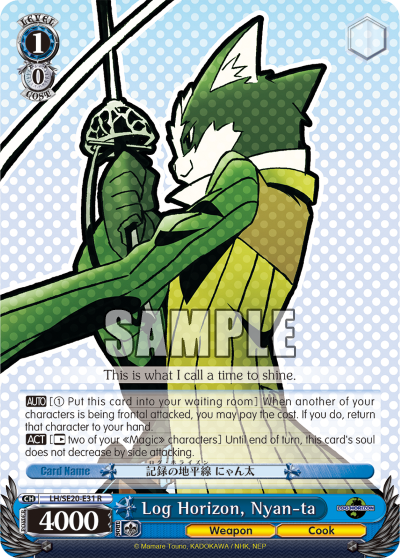 LEVEL
1
0
COST
SAMPLE
This is what I call a time to shine.
AUTO [① Put this card into your waiting room] When another of your
characters is being frontal attacked, you may pay the cost. If you do, return
that character to your hand.
ACT [ two of your «Magic» characters] Until end of turn, this card's soul
does not decrease by side attacking.
Card Name 記録の地平線 にゃん太
CH LH/SE20-E31 R
POWER 4000
Log Horizon, Nyan-ta
LOG HORIZON
Weapon Cook
© Mamare Touno, KADOKAWA / NHK, NEP